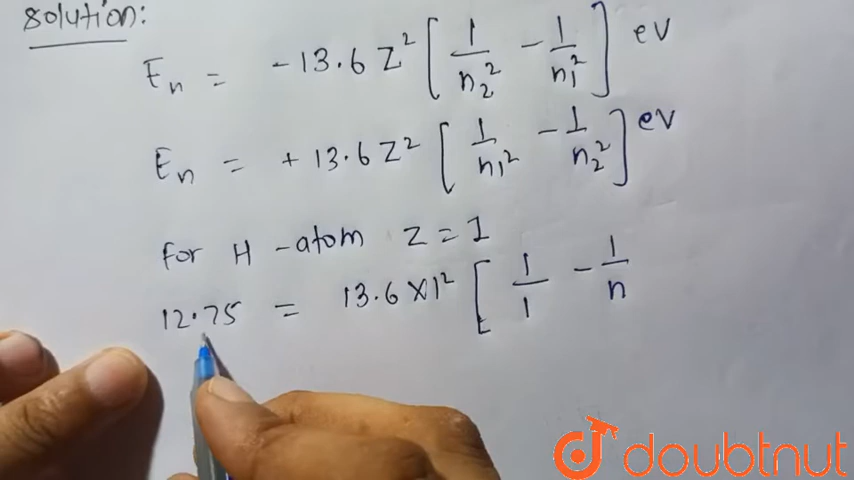 Solution:
En = -13.6 Z² [ 1/n₂² - 1/n₁² ] eV
En = + 13.6 Z² [ 1/n₁² - 1/n₂² ] eV
for H -atom Z = 1
12.75 = 13.6 × 1² [ 1/1 - 1/n
doubtnut